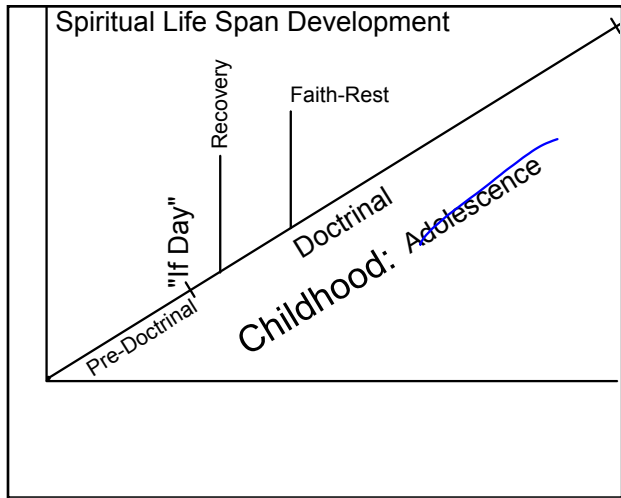 Spiritual Life Span Development
Recovery
Faith-Rest
"If Day"
Pre-Doctrinal
Doctrinal
Childhood: Adolescence